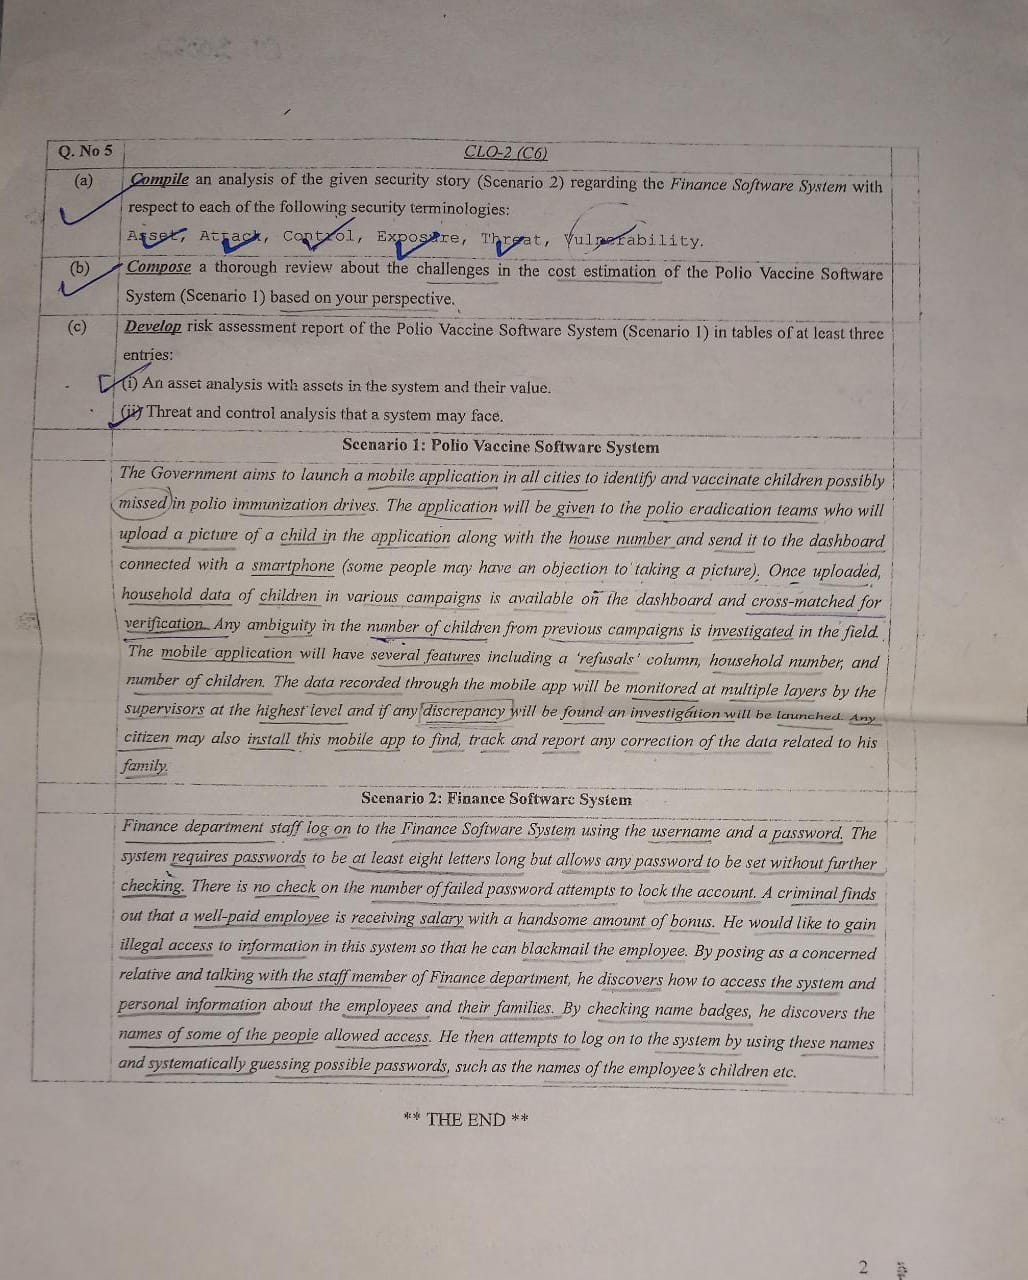 Q. No 5 CLO-2 (C6)
(a) Compile an analysis of the given security story (Scenario 2) regarding the Finance Software System with
respect to each of the following security terminologies:
Asset, Attack, Control, Exposure, Threat, Vulnerability.
(b) Compose a thorough review about the challenges in the cost estimation of the Polio Vaccine Software
System (Scenario 1) based on your perspective.
(c) Develop risk assessment report of the Polio Vaccine Software System (Scenario 1) in tables of at least three
entries:
(i) An asset analysis with assets in the system and their value.
(ii) Threat and control analysis that a system may face.
Scenario 1: Polio Vaccine Software System
The Government aims to launch a mobile application in all cities to identify and vaccinate children possibly
missed in polio immunization drives. The application will be given to the polio eradication teams who will
upload a picture of a child in the application along with the house number and send it to the dashboard
connected with a smartphone (some people may have an objection to taking a picture). Once uploaded,
household data of children in various campaigns is available on the dashboard and cross-matched for
verification. Any ambiguity in the number of children from previous campaigns is investigated in the field.
The mobile application will have several features including a 'refusals' column, household number, and
number of children. The data recorded through the mobile app will be monitored at multiple layers by the
supervisors at the highest level and if any discrepancy will be found an investigation will be launched. Any
citizen may also install this mobile app to find, track and report any correction of the data related to his
family.
Scenario 2: Finance Software System
Finance department staff log on to the Finance Software System using the username and a password. The
system requires passwords to be at least eight letters long but allows any password to be set without further
checking. There is no check on the number of failed password attempts to lock the account. A criminal finds
out that a well-paid employee is receiving salary with a handsome amount of bonus. He would like to gain
illegal access to information in this system so that he can blackmail the employee. By posing as a concerned
relative and talking with the staff member of Finance department, he discovers how to access the system and
personal information about the employees and their families. By checking name badges, he discovers the
names of some of the people allowed access. He then attempts to log on to the system by using these names
and systematically guessing possible passwords, such as the names of the employee's children etc.
** THE END **
2